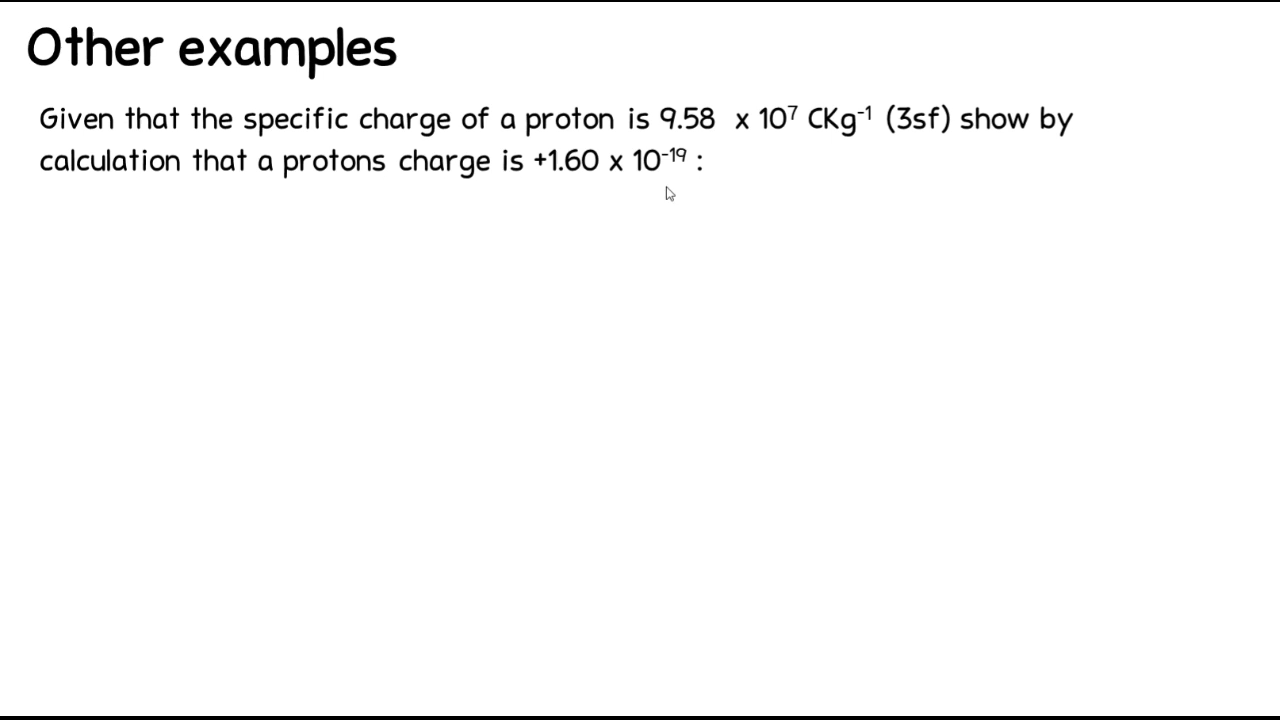 Other examples
Given that the specific charge of a proton is 9.58 x 10⁷ CKg⁻¹ (3sf) show by
calculation that a protons charge is +1.60 x 10⁻¹⁹ :